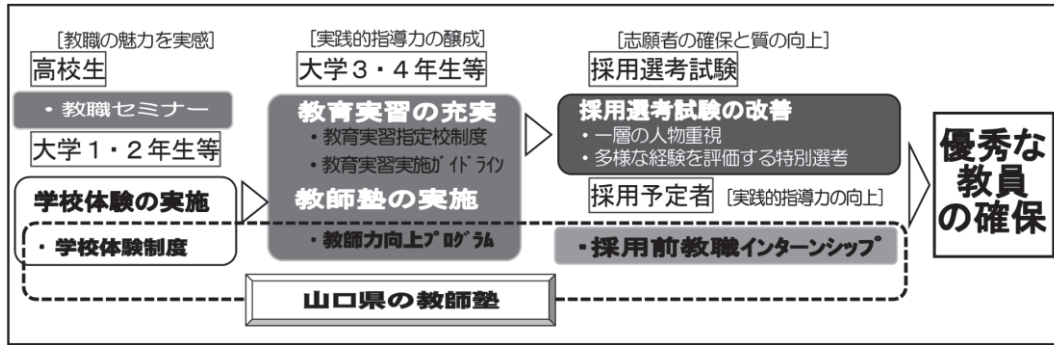 [教職の魅力を実感]
高校生
・教職セミナー
大学1・2年生等
学校体験の実施
・学校体験制度
[実践的指導力の醸成]
大学3・4年生等
教育実習の充実
・教育実習指定校制度
・教育実習実施ガイドライン
教師塾の実施
・教師力向上プログラム
[志願者の確保と質の向上]
採用選考試験
採用選考試験の改善
・一層の人物重視
・多様な経験を評価する特別選考
採用予定者 [実践的指導力の向上]
・採用前教職インターンシップ
優秀な
教員
の確保
山口県の教師塾